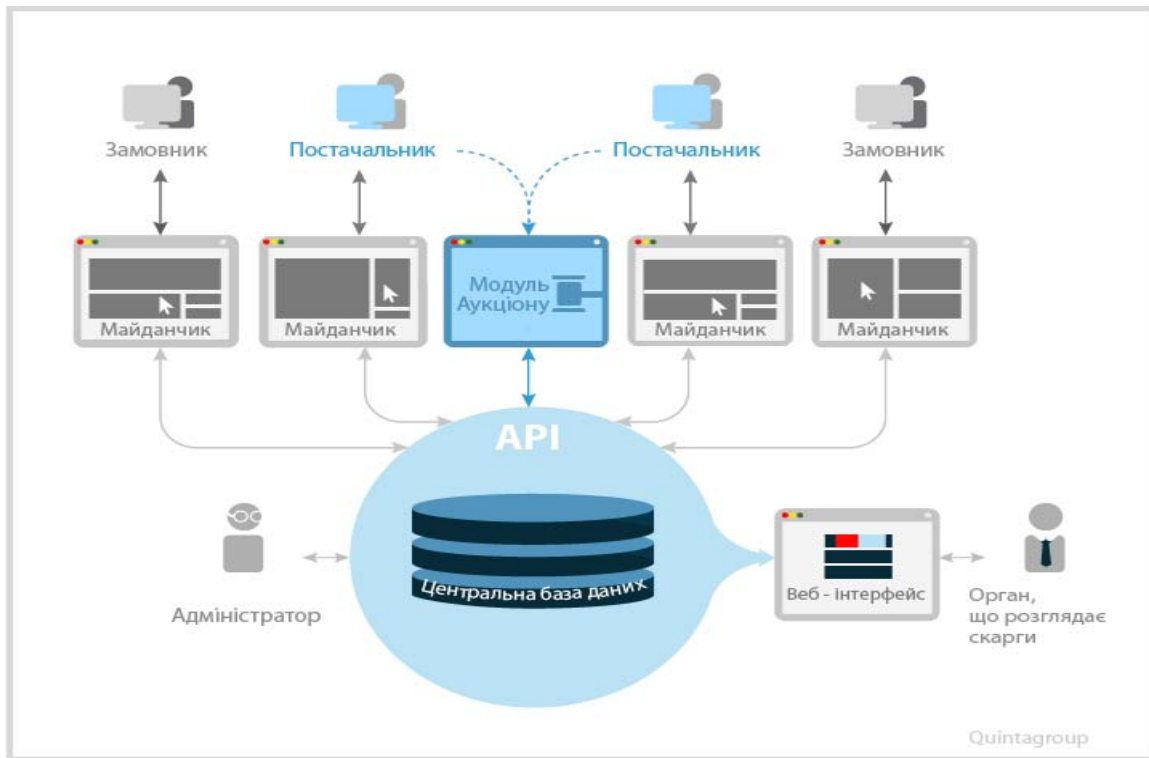 Замовник
Постачальник
Постачальник
Замовник
Майданчик
Майданчик
Модуль
Аукціону
Майданчик
Майданчик
API
Центральна база даних
Адміністратор
Веб - інтерфейс
Орган,
що розглядає
скарги
Quintagroup